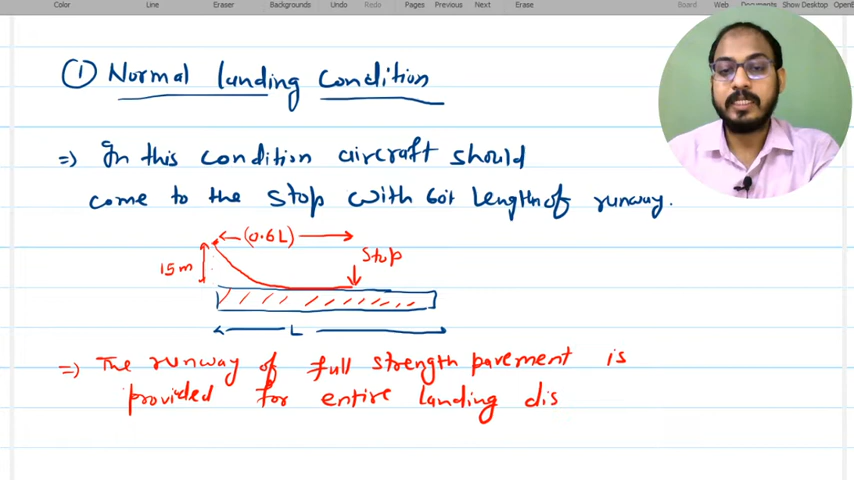 Color Line Eraser Backgrounds Undo Redo Pages Previous Next Erase Board Web Documents Show Desktop
① Normal landing Condition
⇒ In this condition aircraft should
come to the stop with 60% Length of runway.
(0.6L)
15m
Stop
L
⇒ The runway of full strength pavement is
provided for entire landing dis